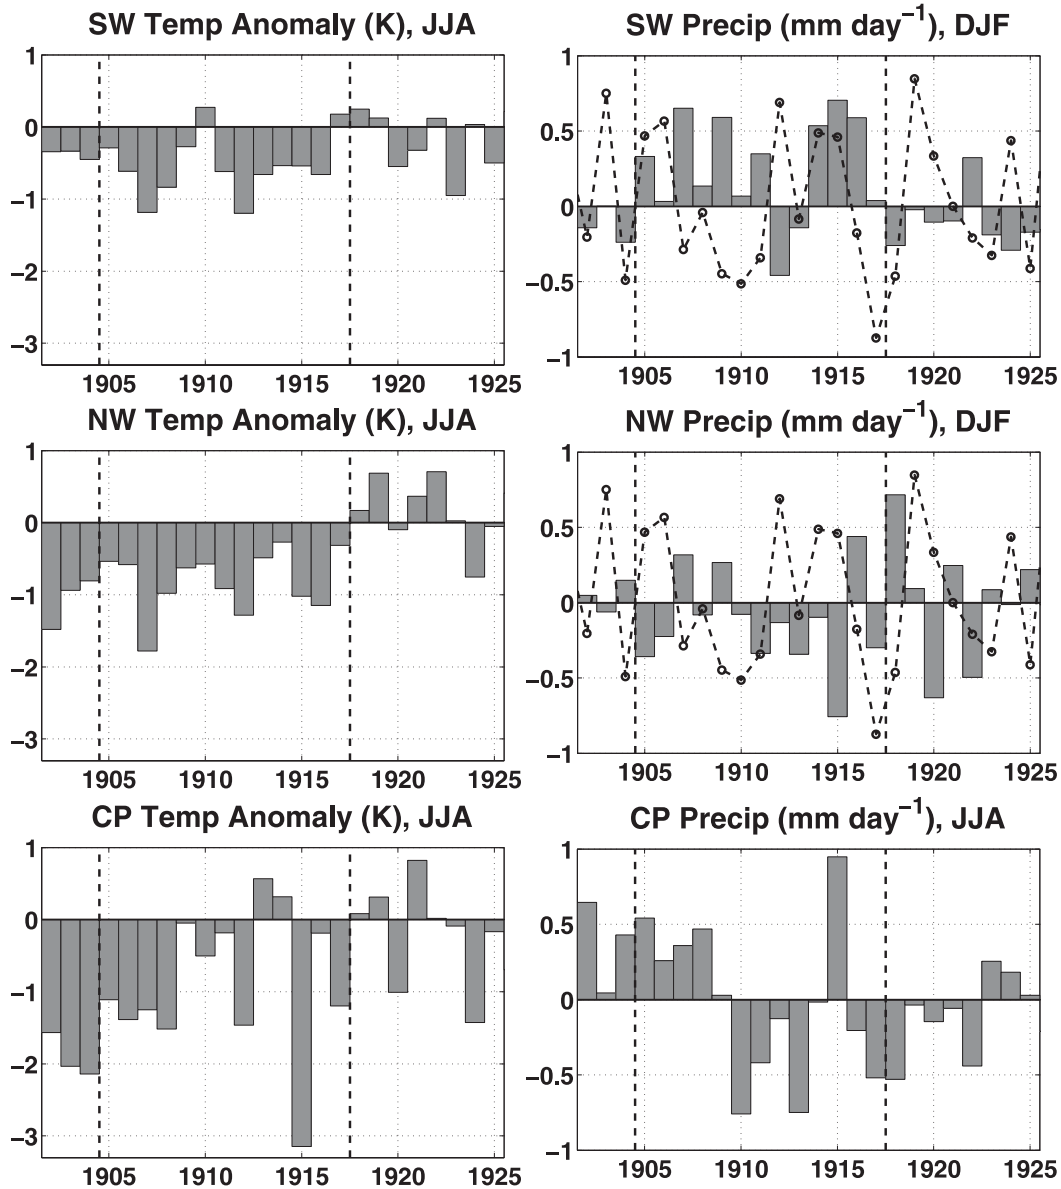 SW Temp Anomaly (K), JJA
1
0
−1
−2
−3
1905 1910 1915 1920 1925
SW Precip (mm day−1), DJF
1
0.5
0
−0.5
−1
1905 1910 1915 1920 1925
NW Temp Anomaly (K), JJA
1
0
−1
−2
−3
1905 1910 1915 1920 1925
NW Precip (mm day−1), DJF
1
0.5
0
−0.5
−1
1905 1910 1915 1920 1925
CP Temp Anomaly (K), JJA
1
0
−1
−2
−3
1905 1910 1915 1920 1925
CP Precip (mm day−1), JJA
1
0.5
0
−0.5
−1
1905 1910 1915 1920 1925